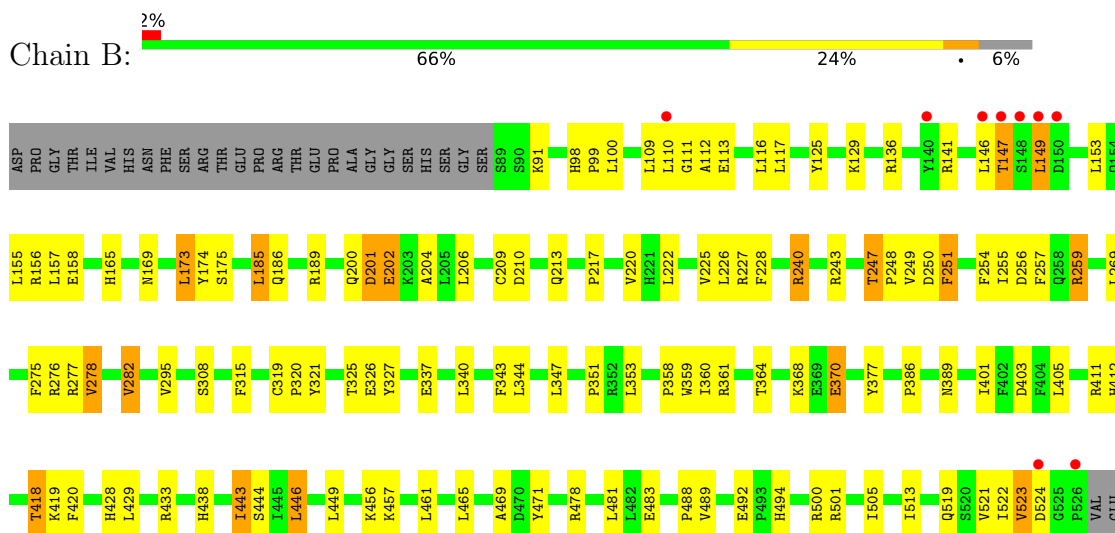 2%
Chain B:
66% 24% • 6%
ASP PRO GLY THR ILE VAL HIS ASN PHE SER ARG THR GLU PRO ARG THR GLU PRO ALA GLY GLY SER HIS SER GLY SER S89 S90 K91 H98 P99 L100 L109 L110 G111 A112 E113 L116 L117 Y125 K129 R136 Y140 R141 L146 T147 S148 L149 D150 L153 Q154
L155 R156 L157 E158 H165 N169 L173 Y174 S175 L185 Q186 R189 Q200 D201 E202 K203 A204 L205 L206 C209 D210 Q213 P217 V220 H221 L222 V225 L226 R227 F228 R240 R243 T247 P248 V249 D250 F251 F254 I255 D256 F257 Q258 R259
F275 R276 R277 V278 V282 V295 S308 F315 C319 P320 Y321 T325 E326 Y327 E337 L340 F343 L344 L347 P351 R352 L353 P358 W359 I360 R361 T364 K368 E369 E370 Y377 P386 N389 I401 F402 D403 F404 L405 R411
T418 K419 F420 H428 L429 R433 H438 I443 S444 I445 L446 L449 K456 K457 L461 L465 A469 D470 Y471 R478 L481 L482 E483 P488 V489 E492 P493 H494 R500 R501 I505 I513 Q519 S520 V521 I522 V523 D524 G525 P526 VAL